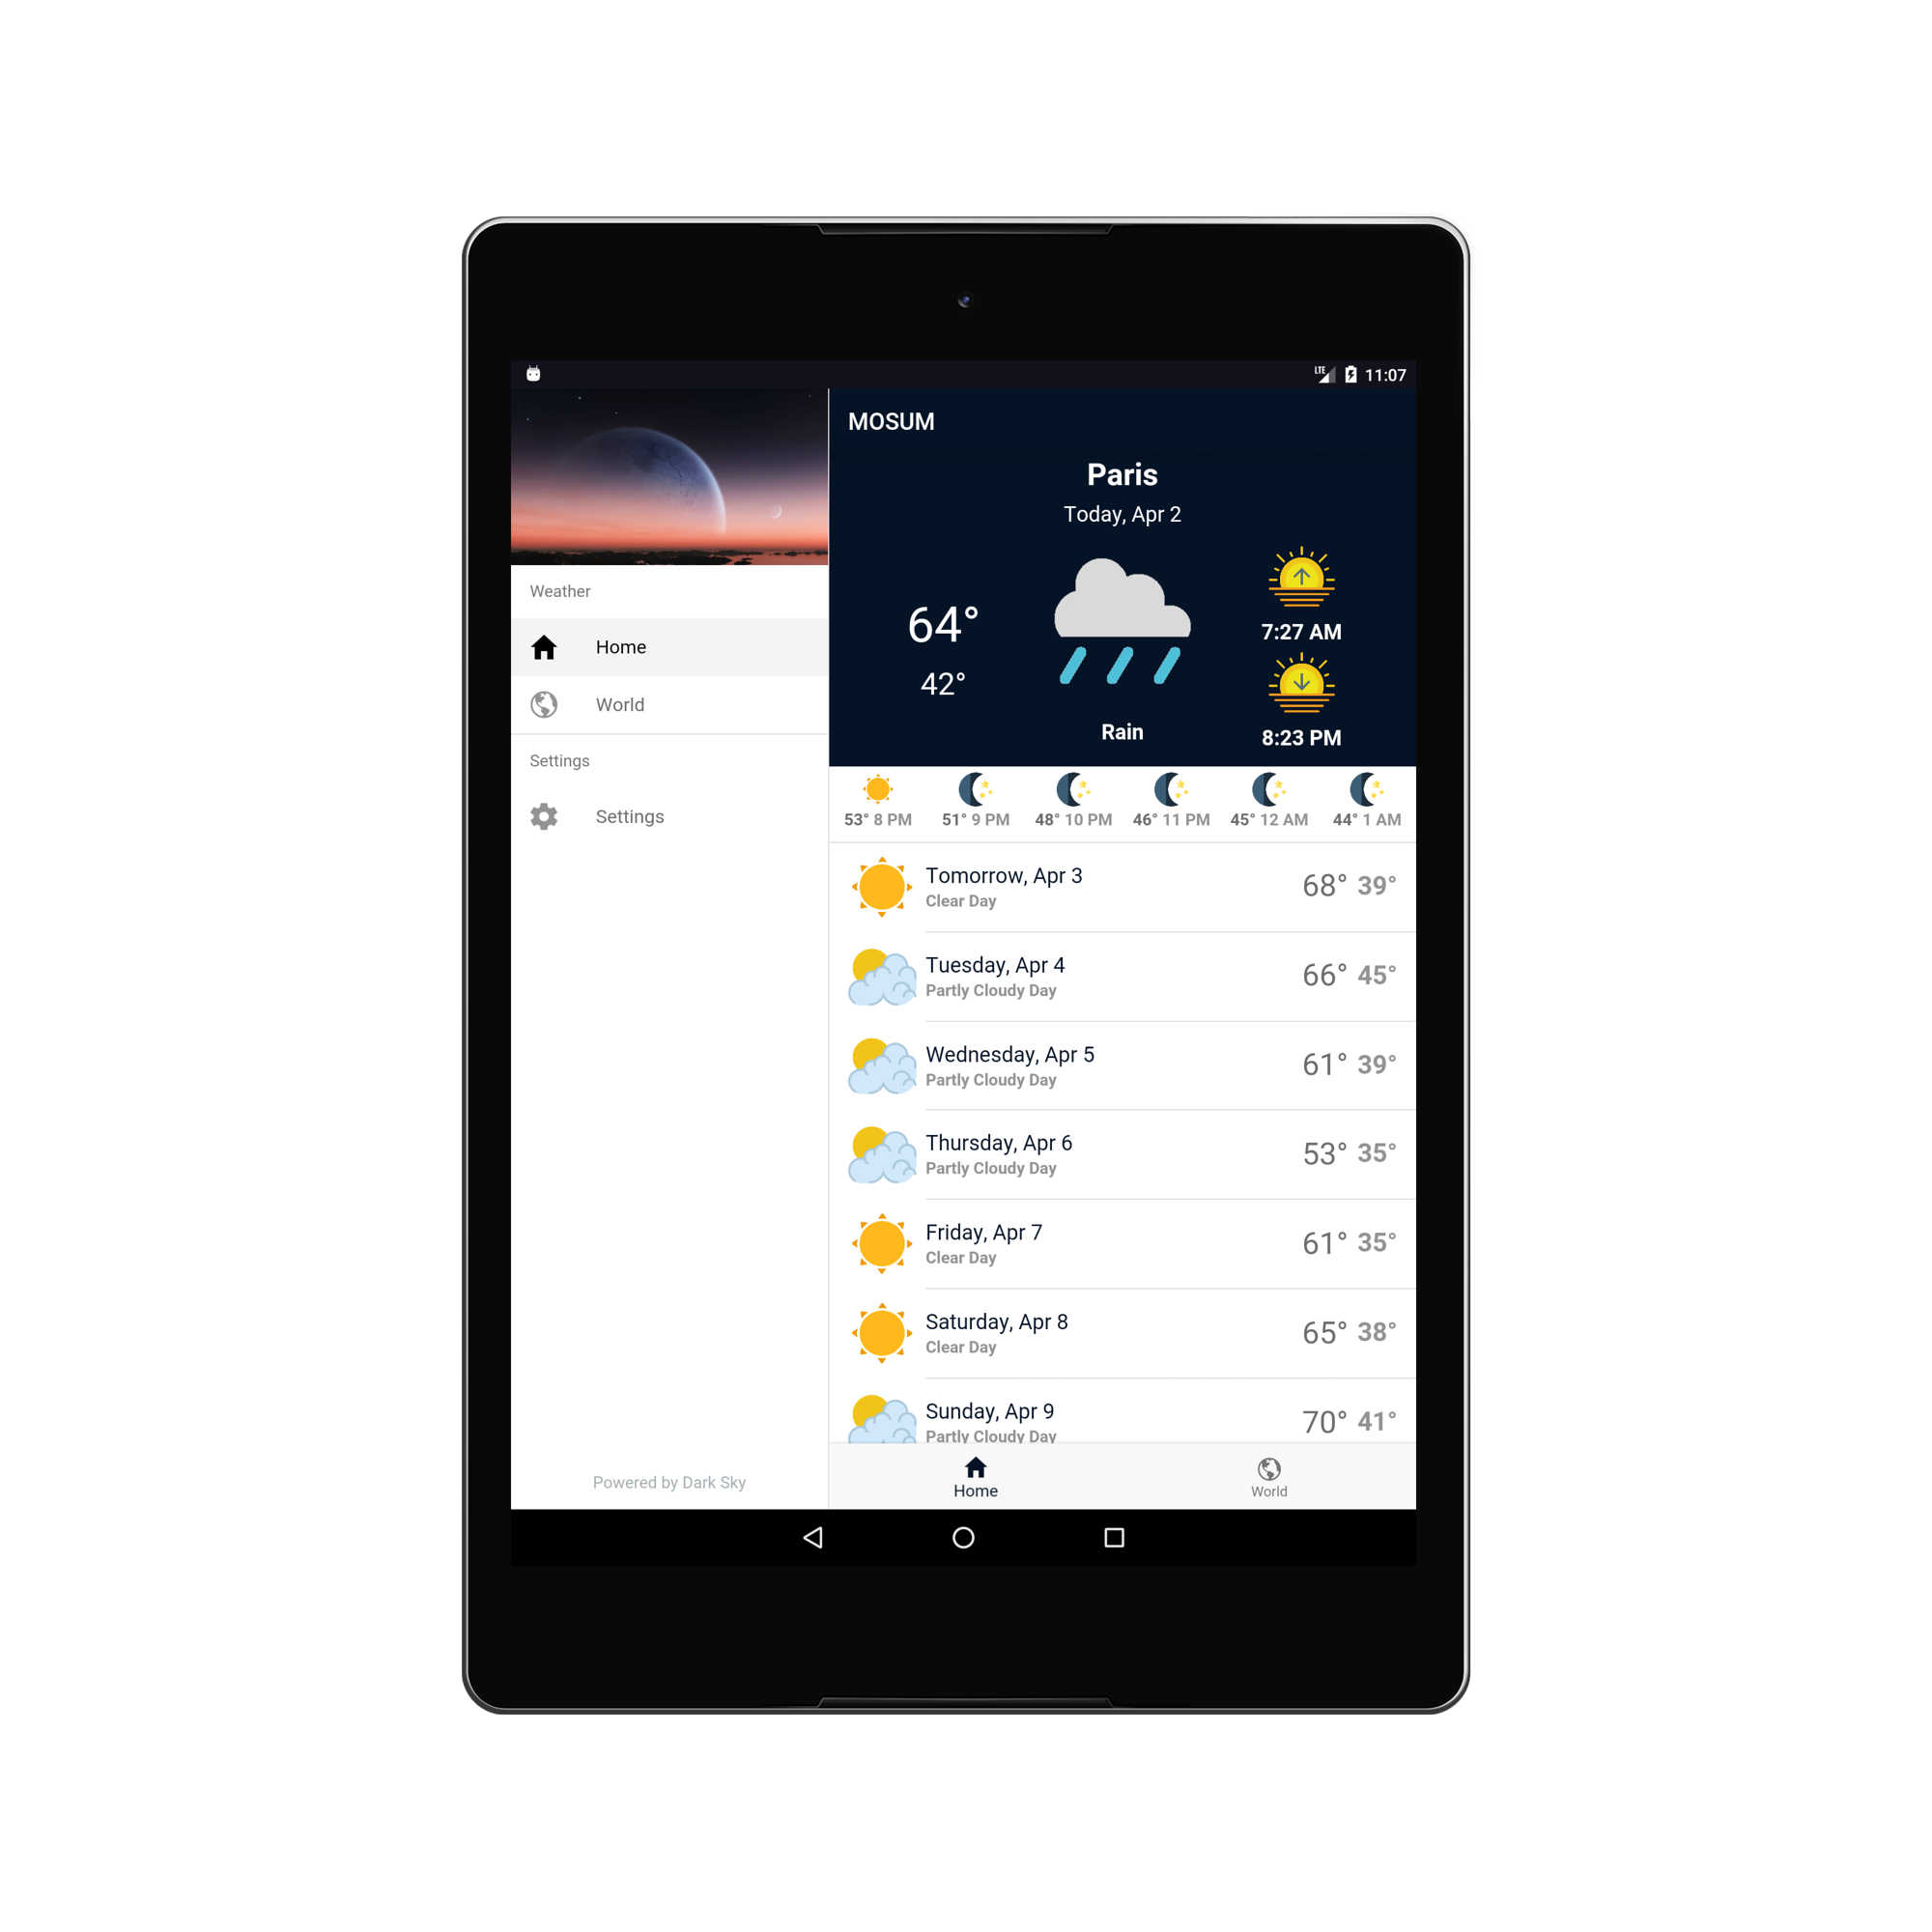 LTE 11:07
Weather
Home
World
Settings
Settings
Powered by Dark Sky
MOSUM
Paris
Today, Apr 2
64°
42°
Rain
7:27 AM
8:23 PM
53° 8 PM 51° 9 PM 48° 10 PM 46° 11 PM 45° 12 AM 44° 1 AM
Tomorrow, Apr 3
Clear Day
68° 39°
Tuesday, Apr 4
Partly Cloudy Day
66° 45°
Wednesday, Apr 5
Partly Cloudy Day
61° 39°
Thursday, Apr 6
Partly Cloudy Day
53° 35°
Friday, Apr 7
Clear Day
61° 35°
Saturday, Apr 8
Clear Day
65° 38°
Sunday, Apr 9
Partly Cloudy Day
70° 41°
Home World